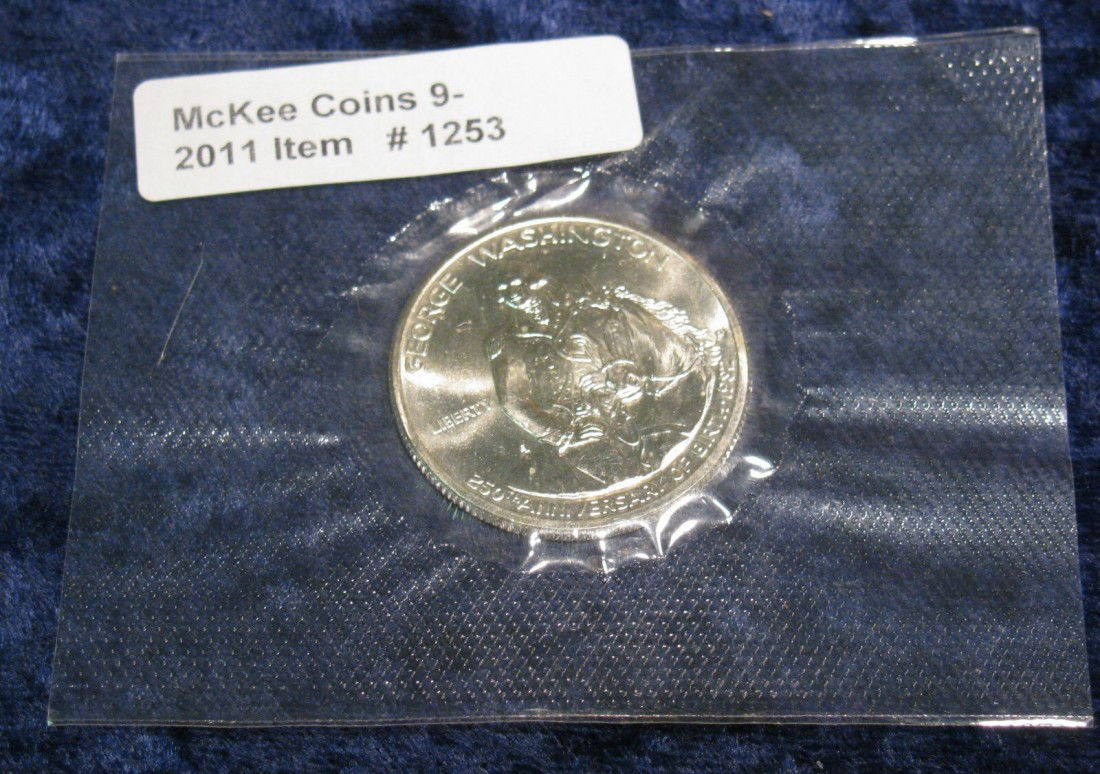 McKee Coins 9-
2011 Item # 1253
GEORGE WASHINGTON
LIBERTY
250TH ANNIVERSARY OF BIRTH